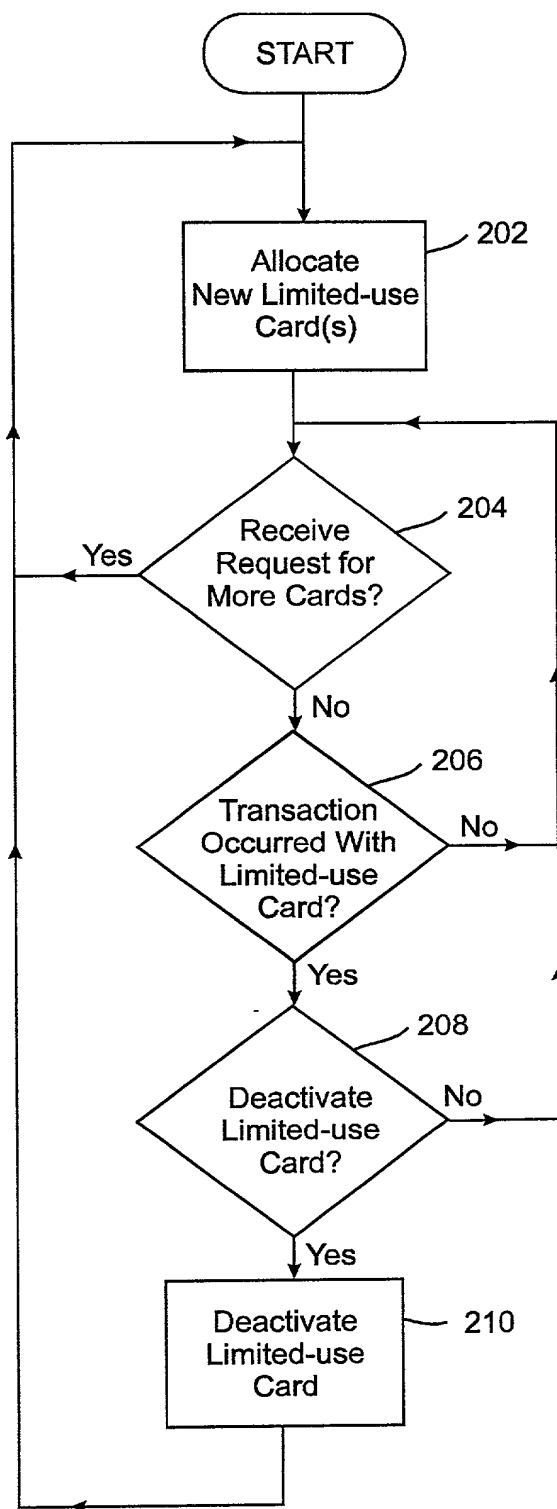 START
202
Allocate
New Limited-use
Card(s)
204
Receive
Request for
More Cards?
Yes
No
206
Transaction
Occurred With
Limited-use
Card?
No
Yes
208
Deactivate
Limited-use
Card?
No
Yes
210
Deactivate
Limited-use
Card